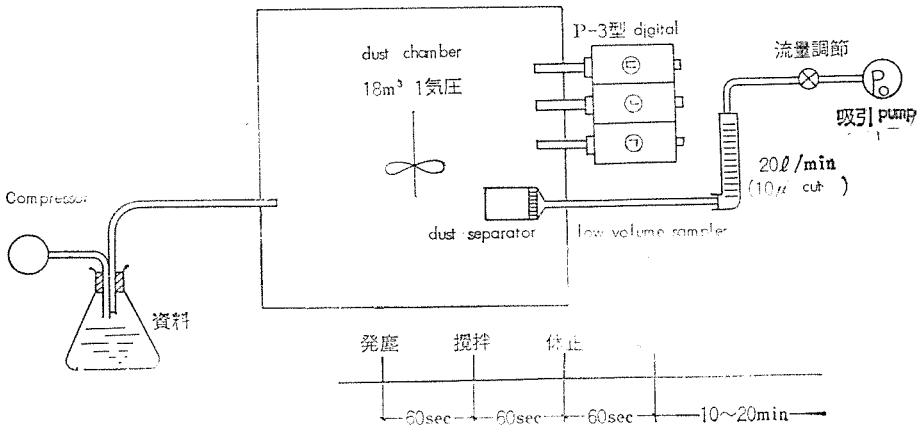 P-3型 digital
dust chamber
18m³ 1気圧
流量調節
吸引 pump
20ℓ/min
(10μ cut)
Compressor
dust separator
low volume sampler
資料
発塵
攪拌
休止
60sec
60sec
60sec
10~20min